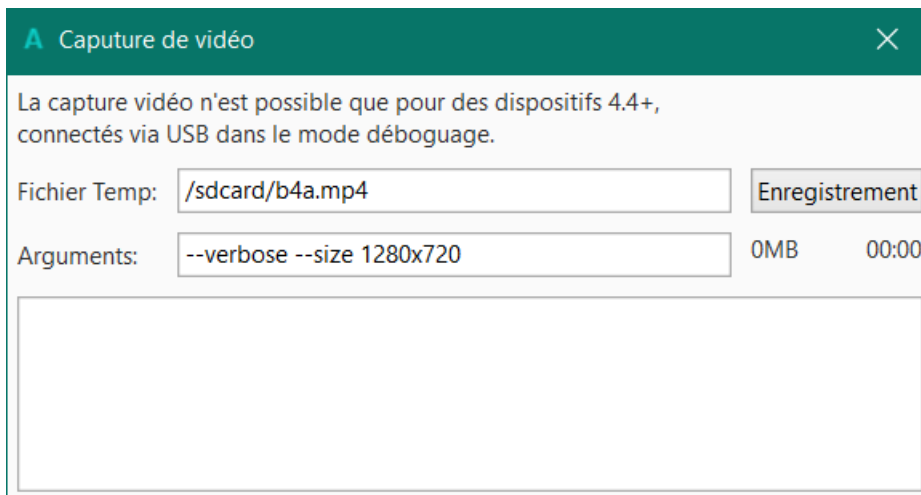 A Caputure de vidéo
La capture vidéo n'est possible que pour des dispositifs 4.4+,
connectés via USB dans le mode déboguage.
Fichier Temp: /sdcard/b4a.mp4 Enregistrement
Arguments: --verbose --size 1280x720 0MB 00:00